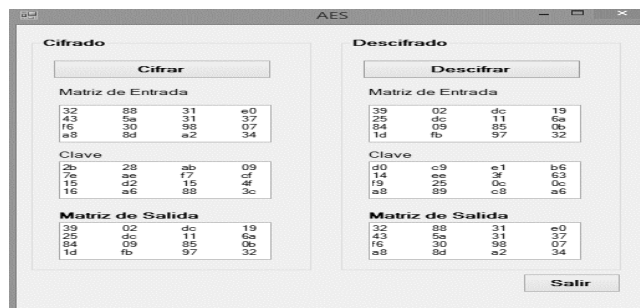 AES
Cifrado
Cifrar
Matriz de Entrada
32 88 31 e0
43 5a 31 37
f6 30 98 07
a8 8d a2 34
Clave
2b 28 ab 09
7e ae f7 cf
15 d2 15 4f
16 a6 88 3c
Matriz de Salida
39 02 dc 19
25 dc 11 6a
84 09 85 0b
1d fb 97 32
Descifrado
Descifrar
Matriz de Entrada
39 02 dc 19
25 dc 11 6a
84 09 85 0b
1d fb 97 32
Clave
d0 c9 e1 b6
14 ee 3f 63
f9 25 0c 0c
a8 89 c8 a6
Matriz de Salida
32 88 31 e0
43 5a 31 37
f6 30 98 07
a8 8d a2 34
Salir